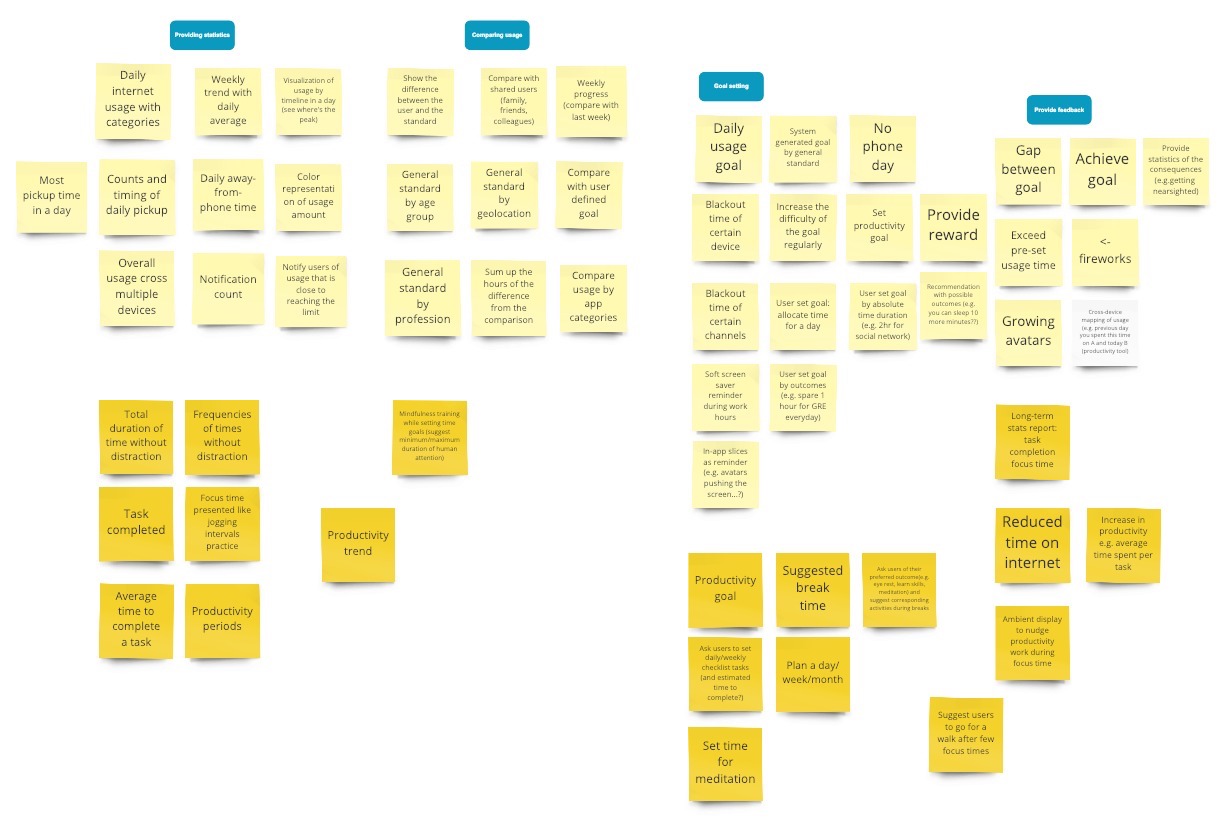 Providing statistics
Daily
internet
usage with
categories
Weekly
trend with
daily
average
Visualization of
usage by
timeline in a day
(see where's the
peak)
Most
pickup time
in a day
Counts and
timing of
daily pickup
Daily away-
from-
phone time
Color
representati
on of usage
amount
Overall
usage cross
multiple
devices
Notification
count
Notify users of
usage that is
close to
reaching the
limit
Comparing usage
Show the
difference
between the
user and the
standard
Compare with
shared users
(family,
friends,
colleagues)
Weekly
progress
(compare with
last week)
General
standard
by age
group
General
standard
by
geolocation
Compare
with user
defined
goal
General
standard
by
profession
Sum up the
hours of the
difference
from the
comparison
Compare
usage by
app
categories
Total
duration of
time without
distraction
Frequencies
of times
without
distraction
Task
completed
Focus time
presented like
jogging
intervals
practice
Average
time to
complete
a task
Productivity
periods
Mindfulness training
while setting time
goals (suggest
minimum/maximum
duration of human
attention)
Productivity
trend
Goal setting
Daily
usage
goal
System
generated goal
by general
standard
No
phone
day
Blackout
time of
certain
device
Increase the
difficulty of
the goal
regularly
Set
productivity
goal
Provide
reward
Blackout
time of
certain
channels
User set goal:
allocate time
for a day
User set goal
by absolute
time duration
(e.g. 2hr for
social network)
Recommendation
with possible
outcomes (e.g.
you can sleep 10
more minutes??)
Soft screen
saver
reminder
during work
hours
User set goal
by outcomes
(e.g. spare 1
hour for GRE
everyday)
In-app slices
as reminder
(e.g. avatars
pushing the
screen...?)
Provide feedback
Gap
between
goal
Achieve
goal
Provide
statistics of the
consequences
(e.g.getting
nearsighted)
Exceed
pre-set
usage time
<-
fireworks
Growing
avatars
Cross-device
mapping of usage
(e.g. previous day
you spent this time
on A and today B
(productivity tool)
Productivity
goal
Suggested
break
time
Ask users of their
preferred outcome(e.g.
eye rest, learn skills,
meditation) and
suggest corresponding
activities during breaks
Ask users to set
daily/weekly
checklist tasks
(and estimated
time to
complete?)
Plan a day/
week/month
Set time
for
meditation
Long-term
stats report:
task
completion
focus time
Reduced
time on
internet
Increase in
productivity
e.g. average
time spent per
task
Ambient display
to nudge
productivity
work during
focus time
Suggest users
to go for a
walk after few
focus times